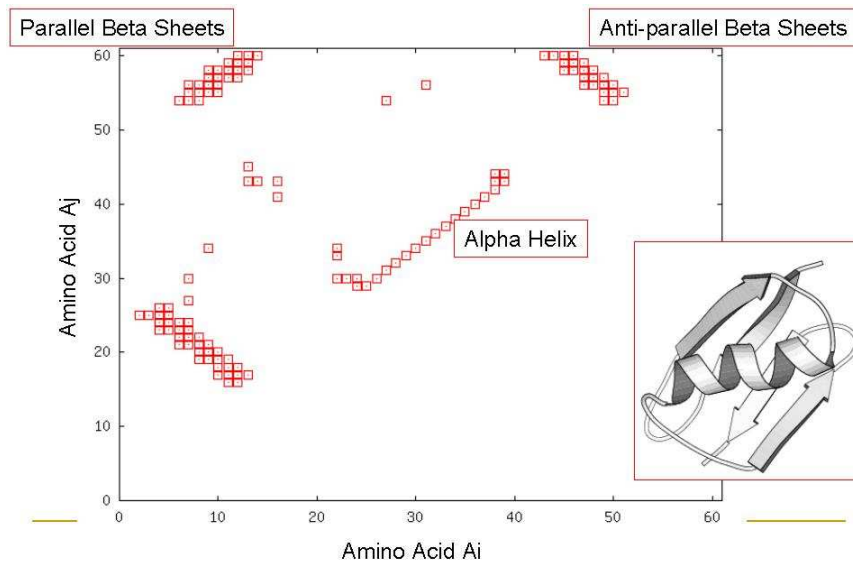 Parallel Beta Sheets
Anti-parallel Beta Sheets
60
50
40
30
20
10
0
Amino Acid Aj
Alpha Helix
0 10 20 30 40 50 60
Amino Acid Ai